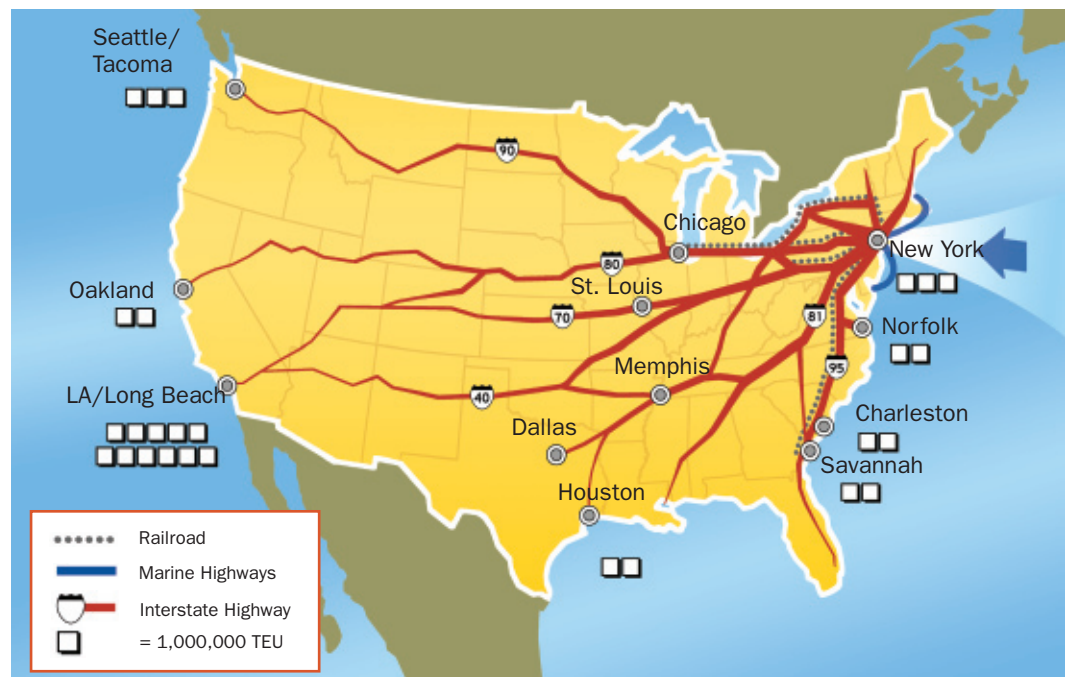 Seattle/
Tacoma
90
Chicago
New York
80
Oakland
St. Louis
70
81
Norfolk
Memphis
95
LA/Long Beach
40
Dallas
Charleston
Savannah
Houston
Railroad
Marine Highways
Interstate Highway
= 1,000,000 TEU